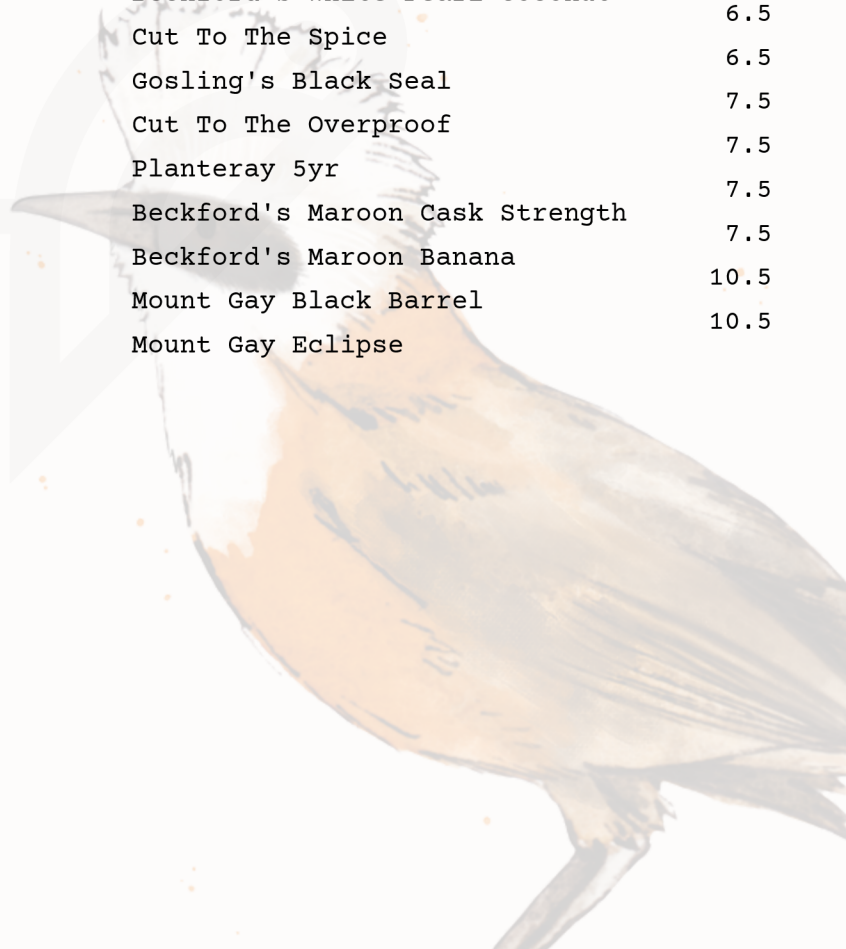 6.5
Cut To The Spice
6.5
Gosling's Black Seal
7.5
Cut To The Overproof
7.5
Planteray 5yr
7.5
Beckford's Maroon Cask Strength
7.5
Beckford's Maroon Banana
10.5
Mount Gay Black Barrel
10.5
Mount Gay Eclipse